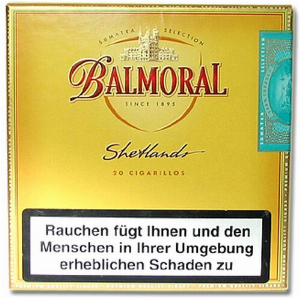 SUMATRA SELECTION
BALMORAL
SINCE 1895
Shetlands
20 CIGARILLOS
Rauchen fügt Ihnen und den
Menschen in Ihrer Umgebung
erheblichen Schaden zu